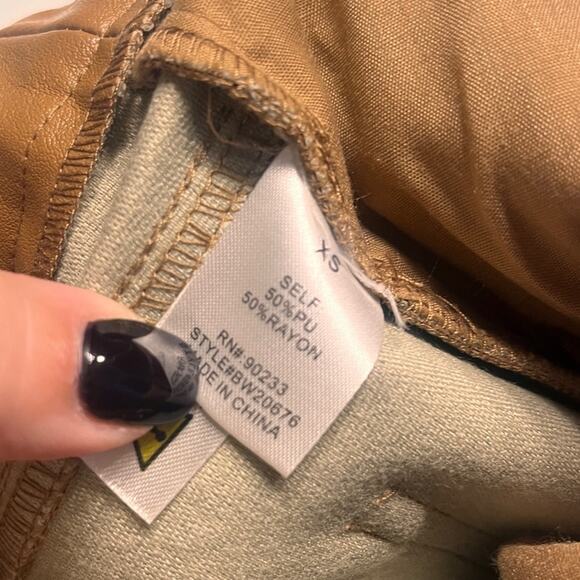 XS
SELF
50%PU
50%RAYON
RN# 90233
STYLE#BW20676
MADE IN CHINA